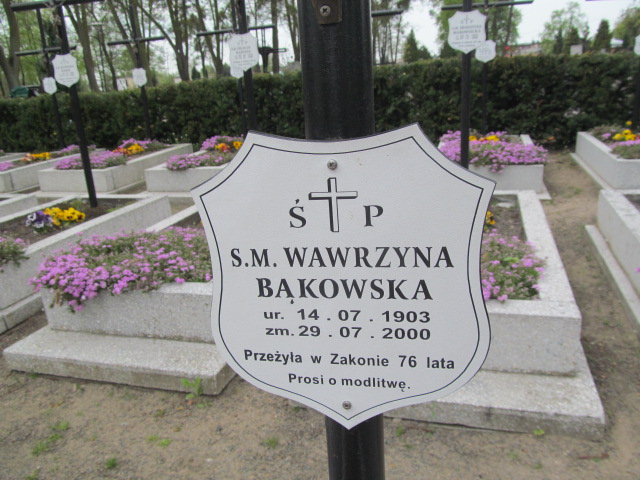 Ś P
S.M. WAWRZYNA
BĄKOWSKA
ur. 14 . 07 . 1903
zm. 29 . 07 . 2000
Przeżyła w Zakonie 76 lata
Prosi o modlitwę.